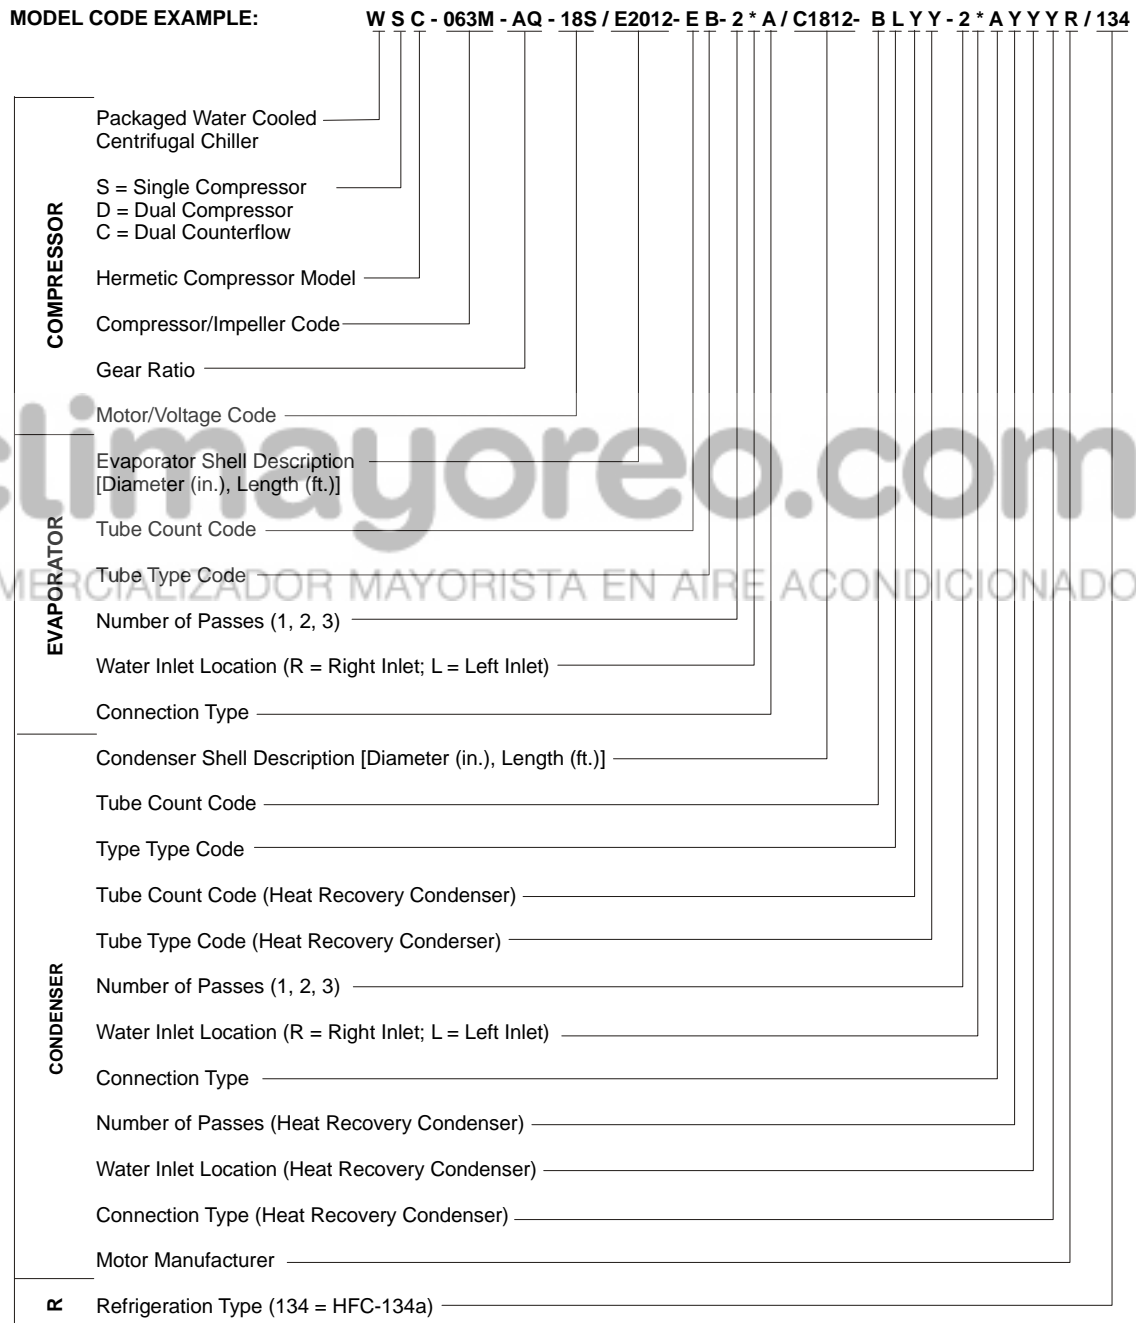 MODEL CODE EXAMPLE: W S C - 063M - AQ - 18S / E2012- E B- 2 * A / C1812- B L Y Y - 2 * A Y Y Y R / 134
COMPRESSOR
Packaged Water Cooled
Centrifugal Chiller
S = Single Compressor
D = Dual Compressor
C = Dual Counterflow
Hermetic Compressor Model
Compressor/Impeller Code
Gear Ratio
Motor/Voltage Code
climayoreo.com
EVAPORATOR
Evaporator Shell Description
[Diameter (in.), Length (ft.)]
Tube Count Code
Tube Type Code
MERCIALIZADOR MAYORISTA EN AIRE ACONDICIONADO
Number of Passes (1, 2, 3)
Water Inlet Location (R = Right Inlet; L = Left Inlet)
Connection Type
CONDENSER
Condenser Shell Description [Diameter (in.), Length (ft.)]
Tube Count Code
Type Type Code
Tube Count Code (Heat Recovery Condenser)
Tube Type Code (Heat Recovery Conderser)
Number of Passes (1, 2, 3)
Water Inlet Location (R = Right Inlet; L = Left Inlet)
Connection Type
Number of Passes (Heat Recovery Condenser)
Water Inlet Location (Heat Recovery Condenser)
Connection Type (Heat Recovery Condenser)
Motor Manufacturer
R
Refrigeration Type (134 = HFC-134a)